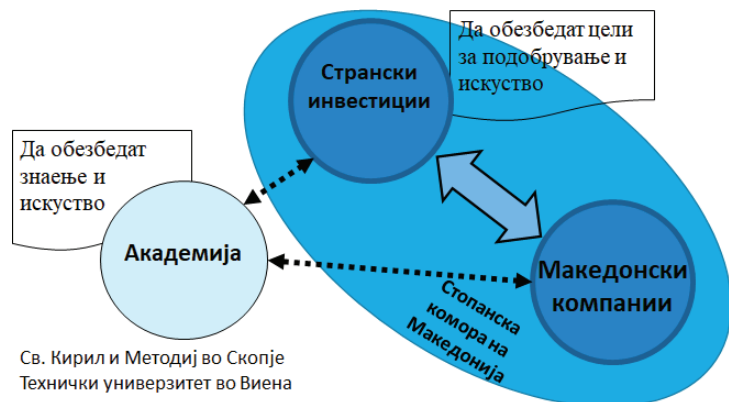 Да обезбедат цели
за подобрување и
искуство
Странски
инвестиции
Да обезбедат
знаење и
искуство
Академија
Македонски
компании
Стопанска
комора на
Македонија
Св. Кирил и Методиј во Скопје
Технички универзитет во Виена